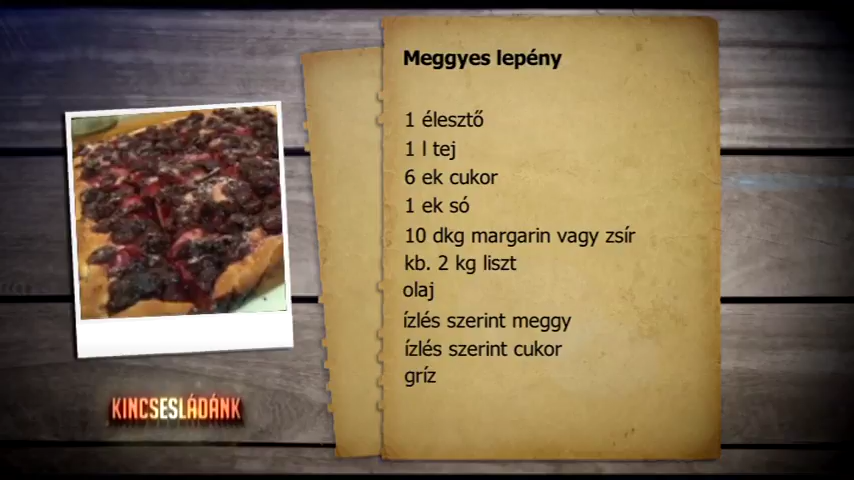 Meggyes lepény
1 élesztő
1 l tej
6 ek cukor
1 ek só
10 dkg margarin vagy zsír
kb. 2 kg liszt
olaj
ízlés szerint meggy
ízlés szerint cukor
gríz
KINCSESLÁDÁNK